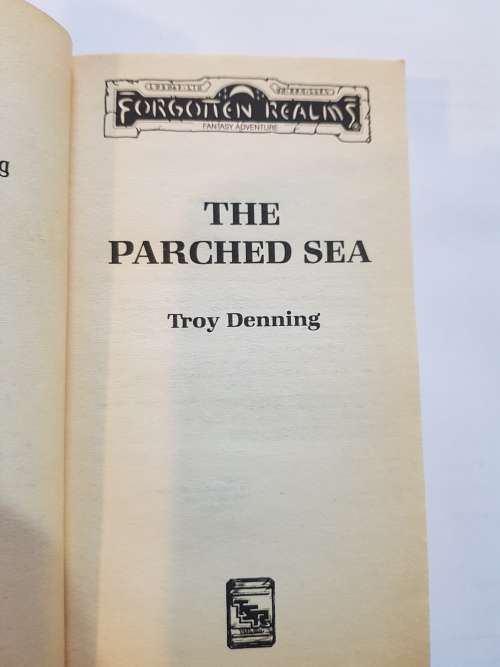 g
FORGOTTEN REALMS
FANTASY ADVENTURE
THE
PARCHED SEA
Troy Denning
TSR